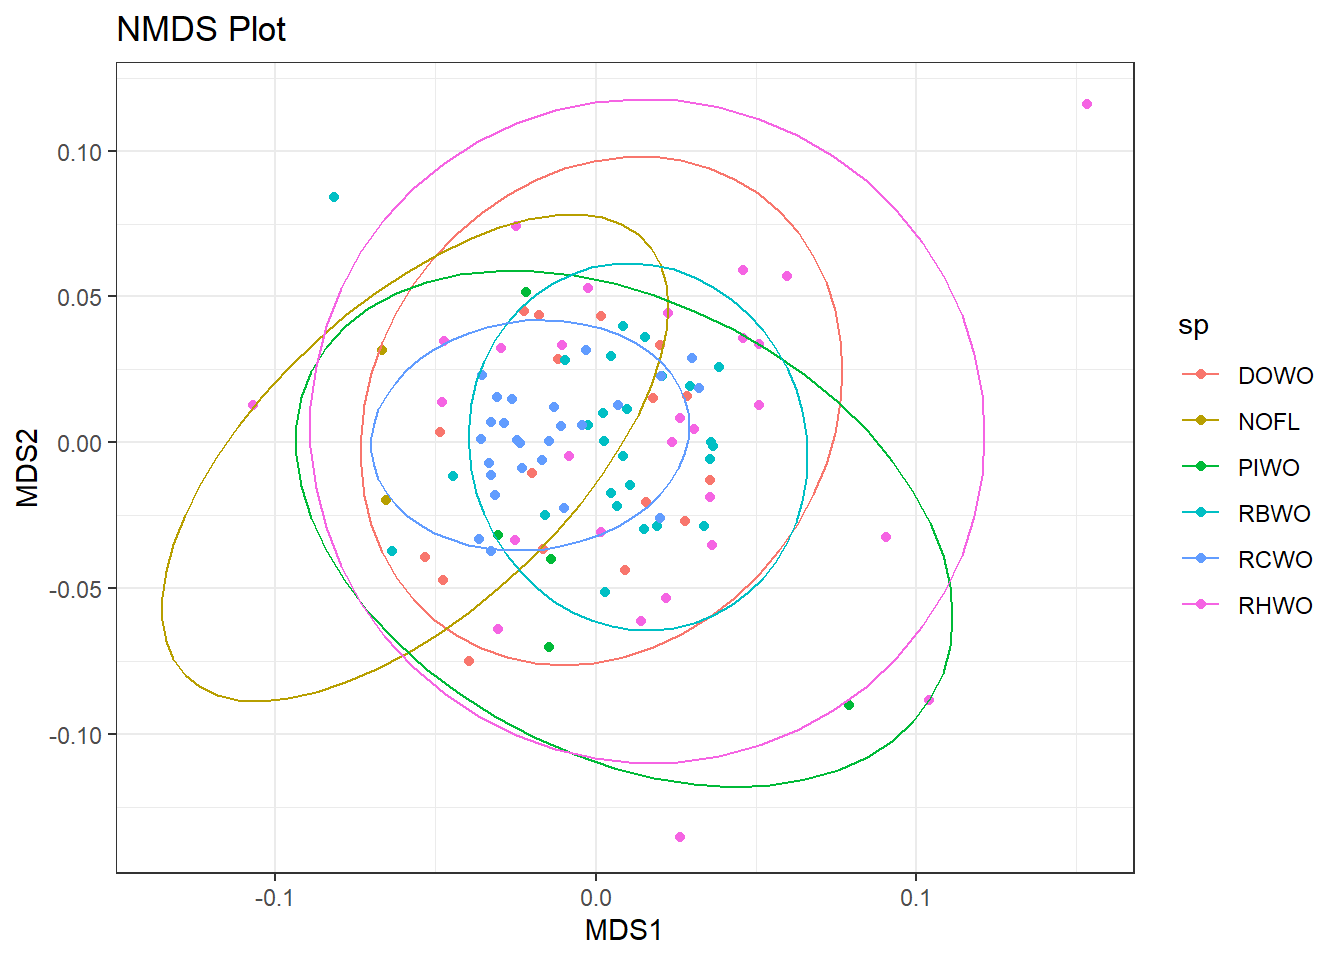 NMDS Plot
0.10
0.05
0.00
-0.05
-0.10
MDS2
-0.1
0.0
0.1
MDS1
sp
DOWO
NOFL
PIWO
RBWO
RCWO
RHWO